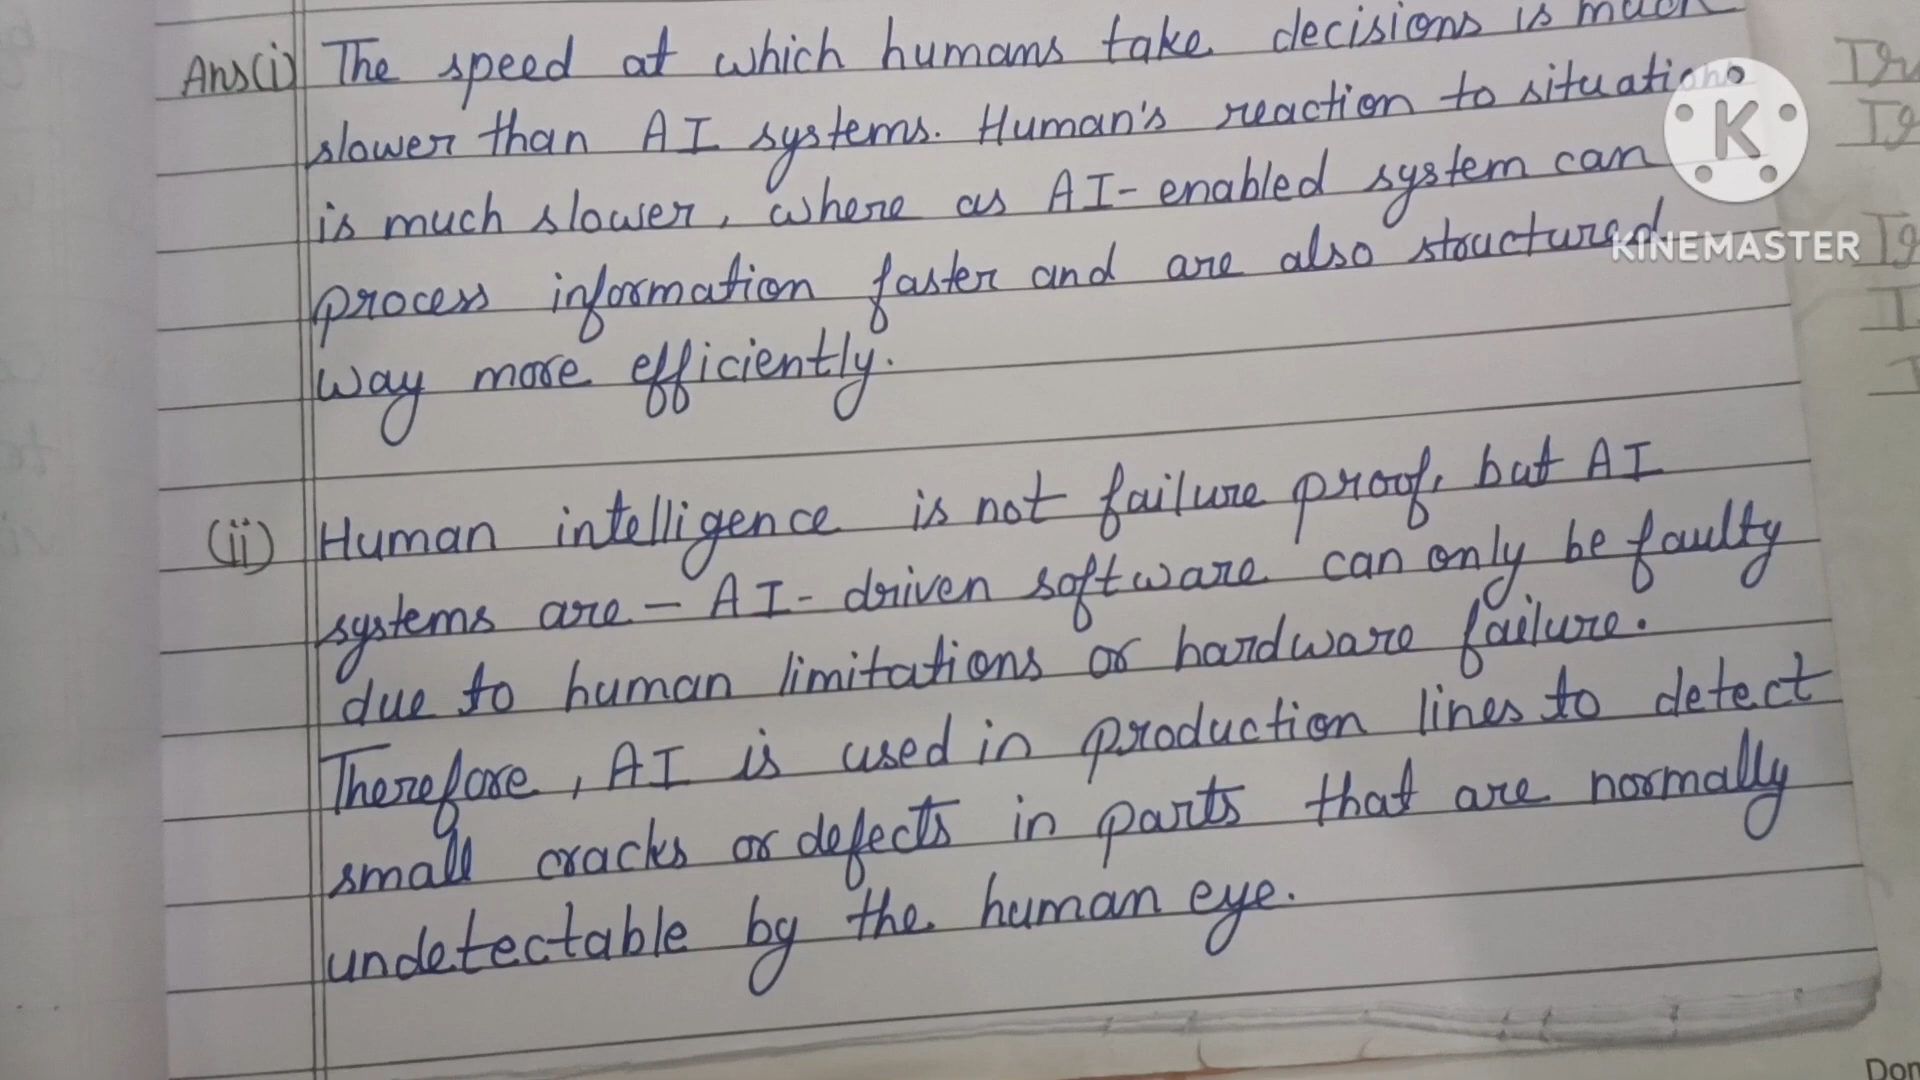 Ans(i) The speed at which humans take decisions is much
slower than AI systems. Human's reaction to situations
is much slower, where as AI-enabled system can
process information faster and are also structured
way more efficiently.
(ii) Human intelligence is not failure proof, but AI
systems are - AI-driven software can only be faulty
due to human limitations or hardware failure.
Therefore, AI is used in production lines to detect
small cracks or defects in parts that are normally
undetectable by the human eye.
K
KINEMASTER